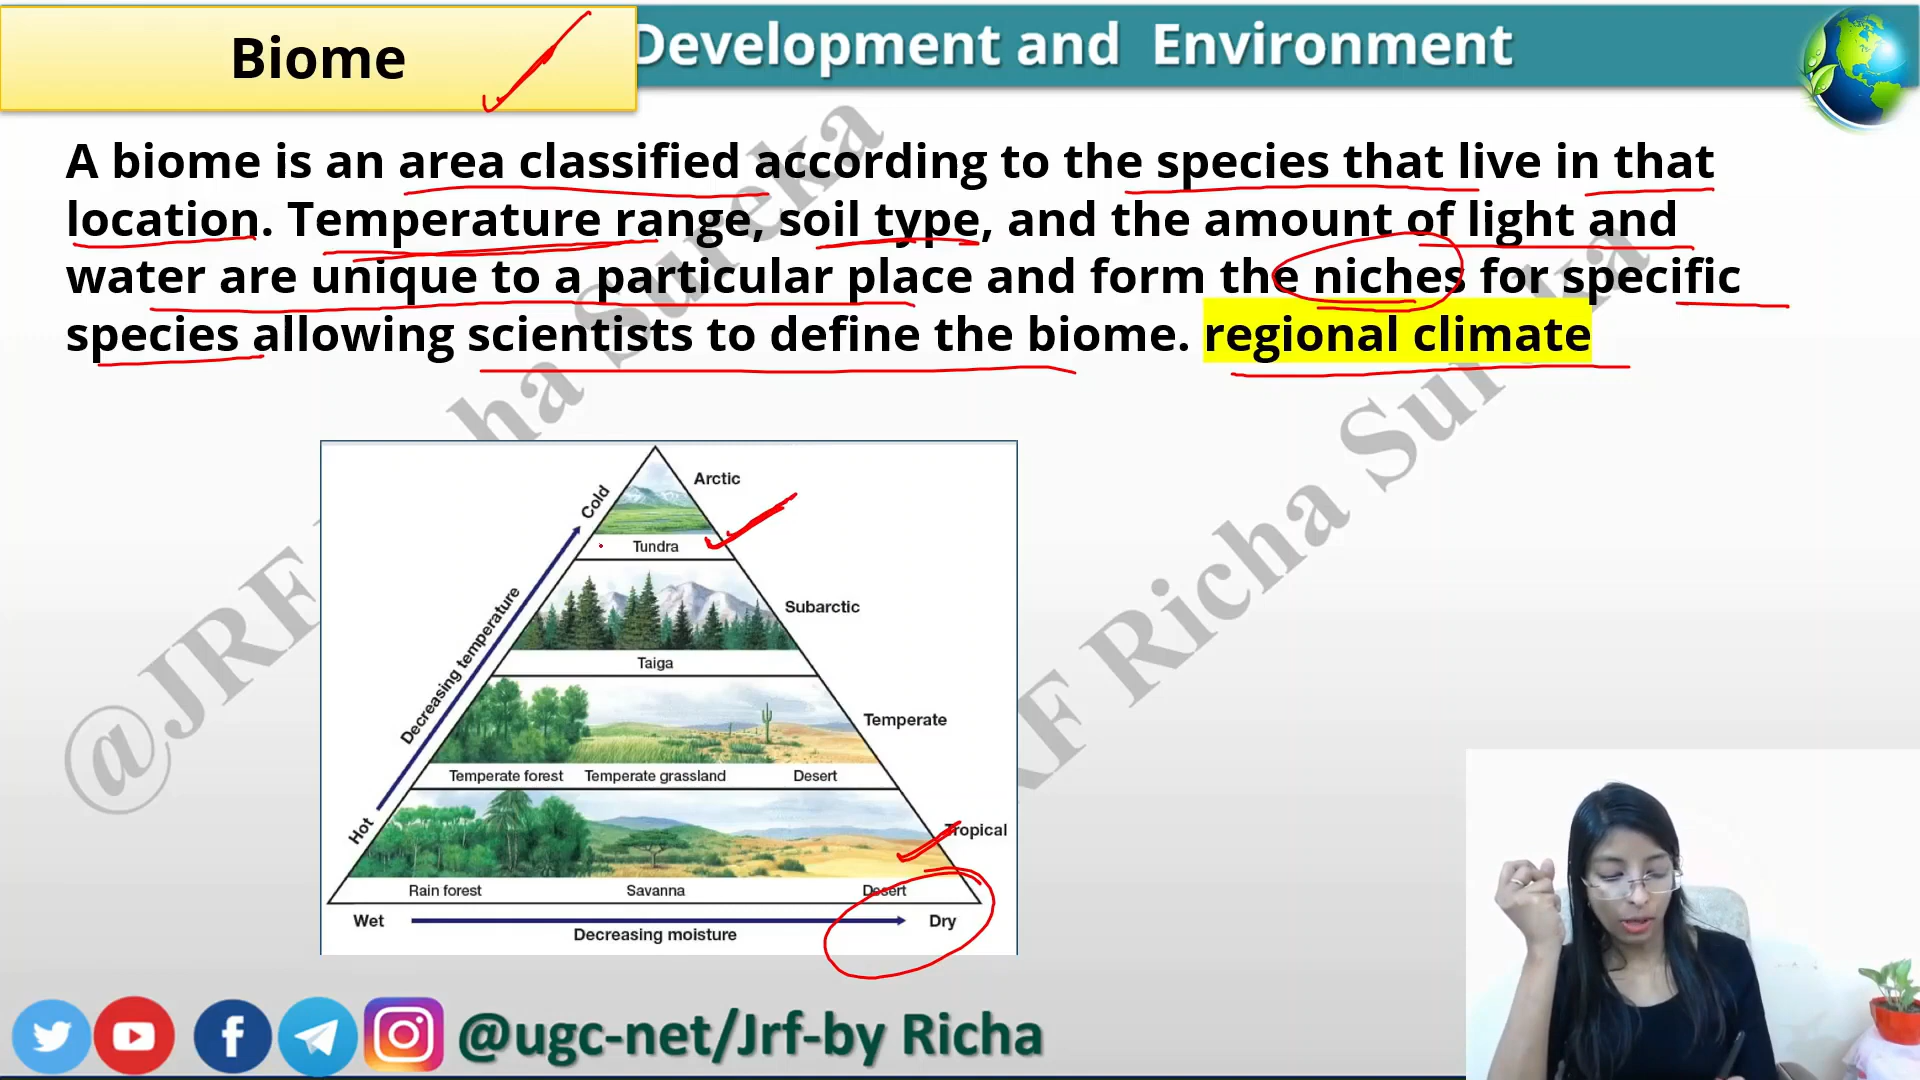 Biome
Development and Environment
A biome is an area classified according to the species that live in that
location. Temperature range, soil type, and the amount of light and
water are unique to a particular place and form the niches for specific
species allowing scientists to define the biome. regional climate
Arctic
Cold
Tundra
Subarctic
Decreasing temperature
Taiga
Temperate
Temperate forest Temperate grassland Desert
Hot
Tropical
Rain forest Savanna Desert
Wet Dry
Decreasing moisture
@JRF Richa Sureka
@ugc-net/Jrf-by Richa